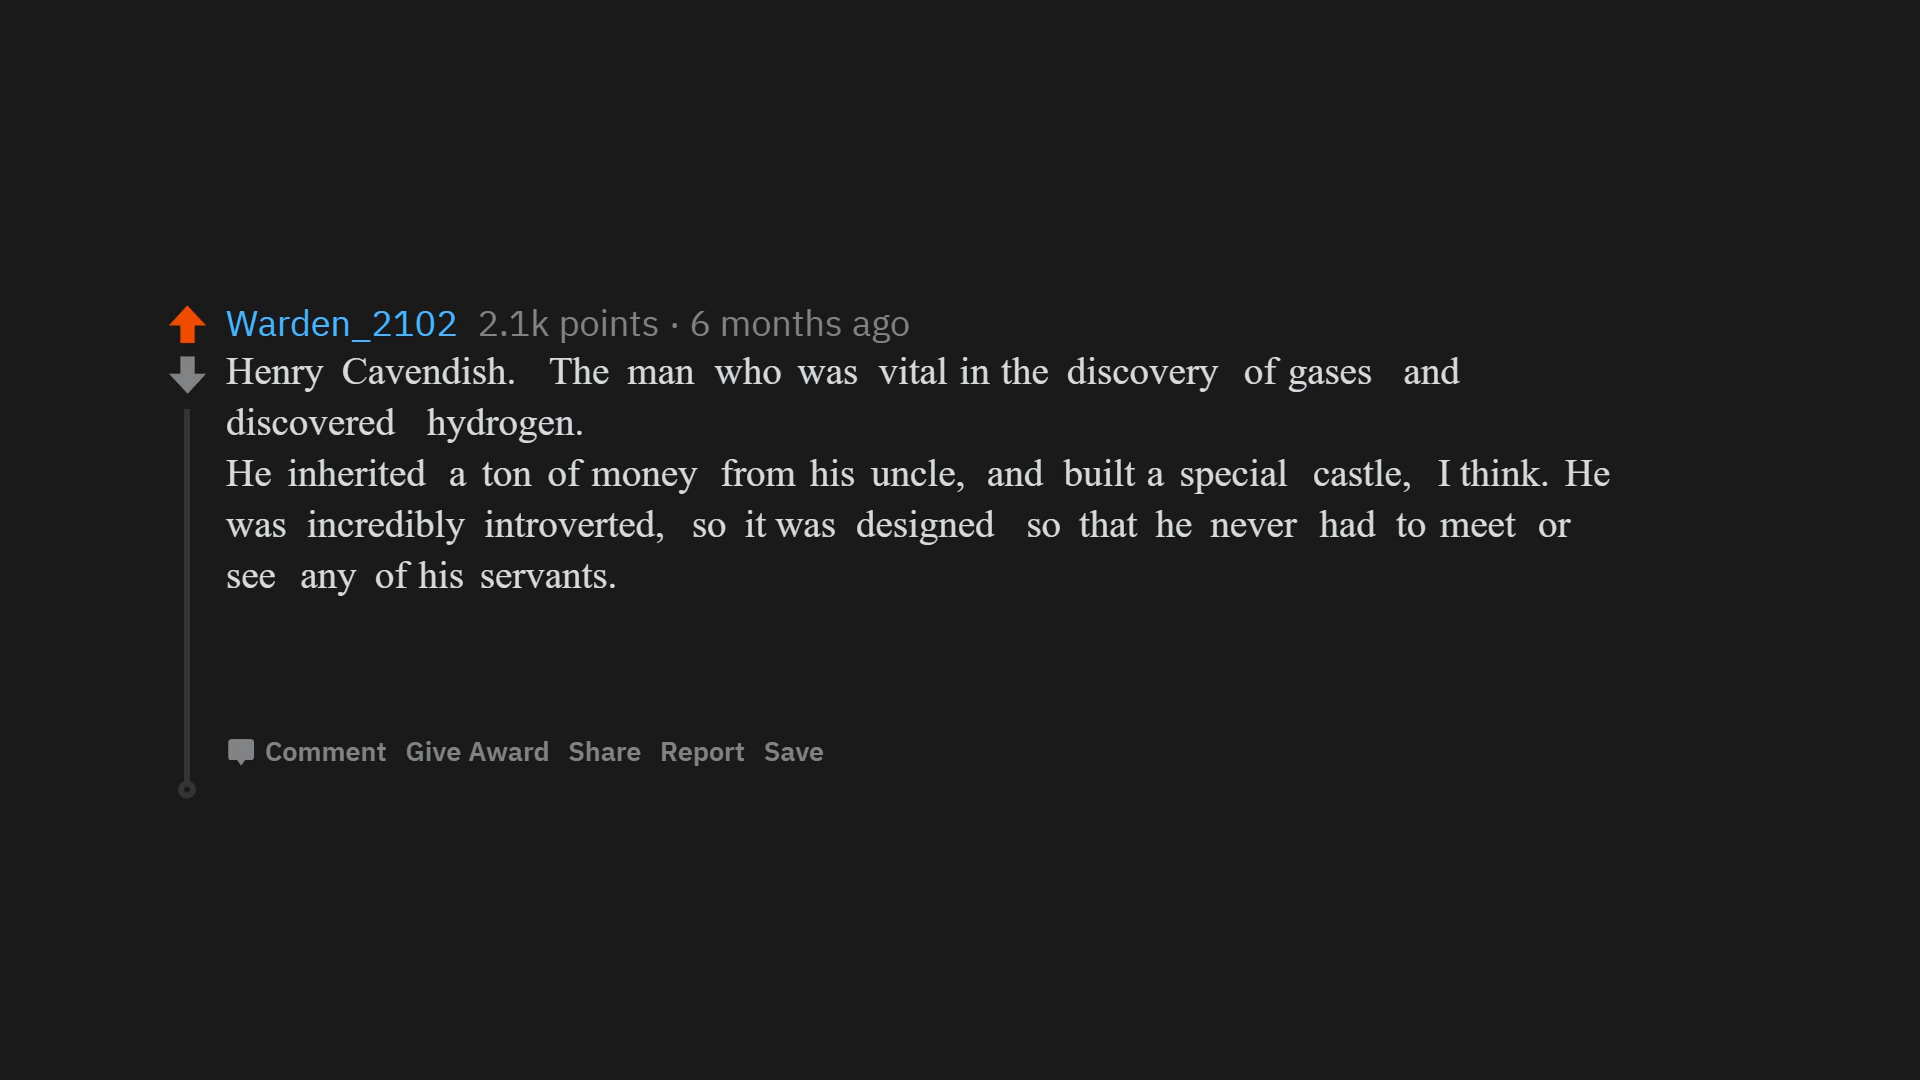 Warden_2102 2.1k points · 6 months ago
Henry Cavendish. The man who was vital in the discovery of gases and
discovered hydrogen.
He inherited a ton of money from his uncle, and built a special castle, I think. He
was incredibly introverted, so it was designed so that he never had to meet or
see any of his servants.
Comment Give Award Share Report Save